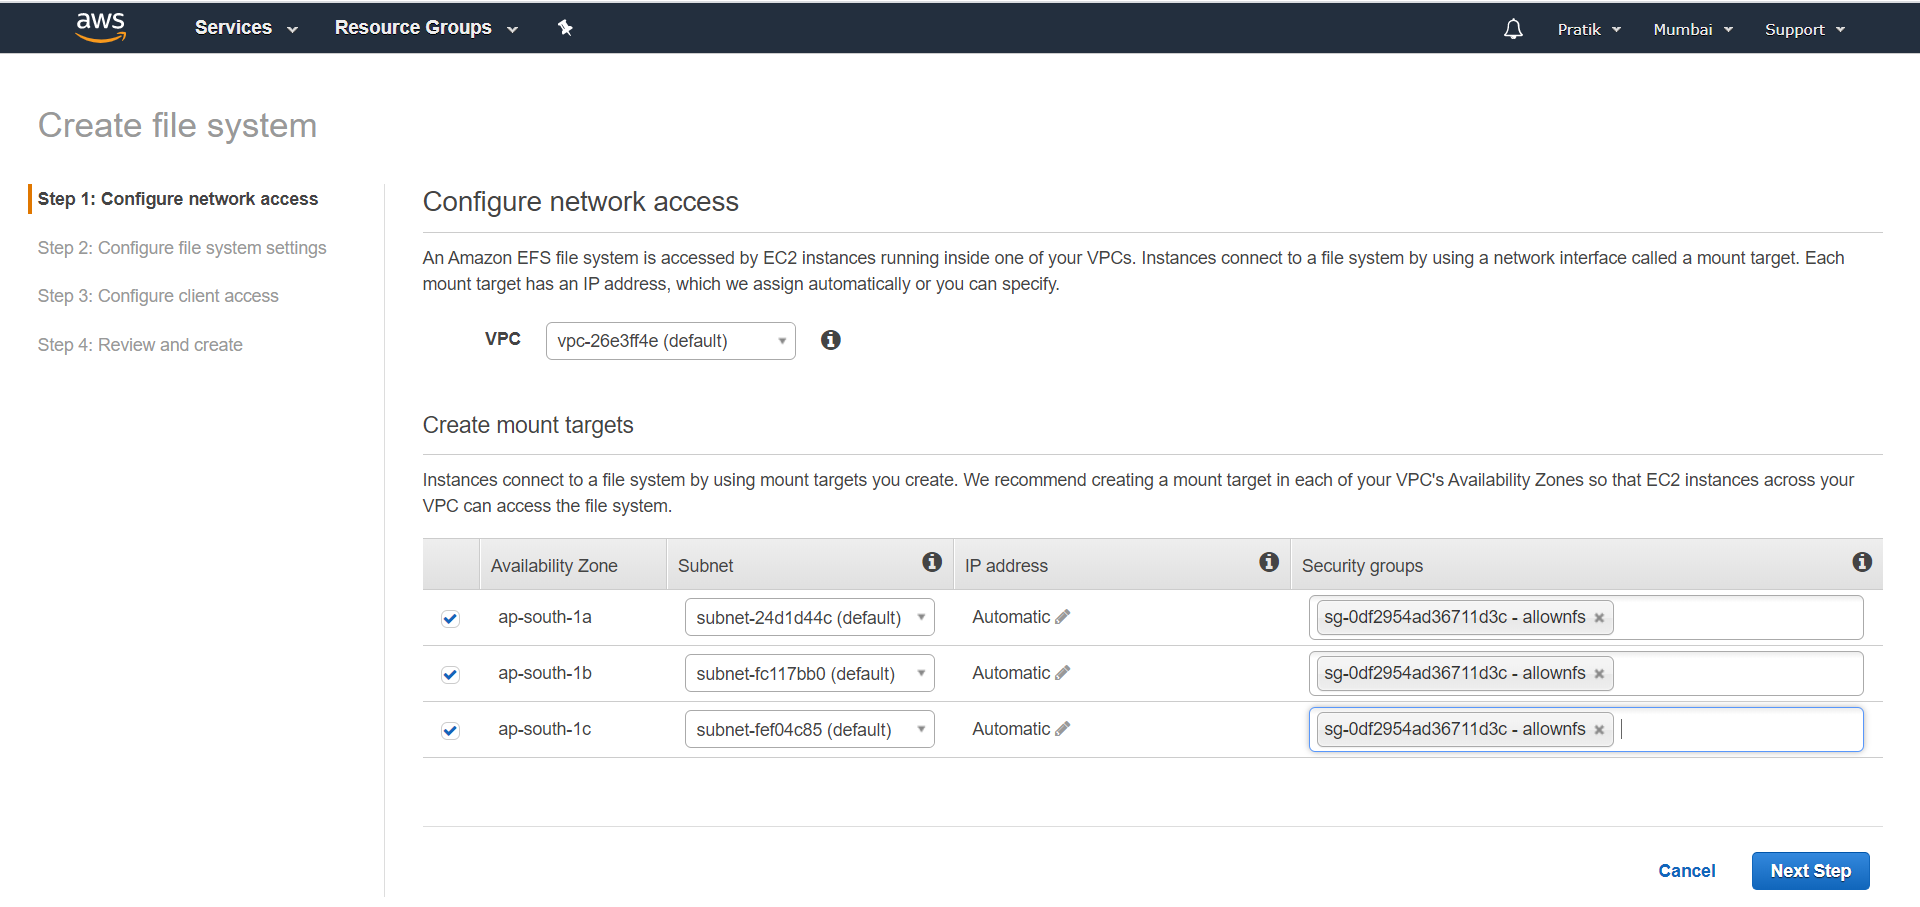 aws Services Resource Groups Pratik Mumbai Support
Create file system
Step 1: Configure network access
Step 2: Configure file system settings
Step 3: Configure client access
Step 4: Review and create
Configure network access
An Amazon EFS file system is accessed by EC2 instances running inside one of your VPCs. Instances connect to a file system by using a network interface called a mount target. Each
mount target has an IP address, which we assign automatically or you can specify.
VPC vpc-26e3ff4e (default)
Create mount targets
Instances connect to a file system by using mount targets you create. We recommend creating a mount target in each of your VPC's Availability Zones so that EC2 instances across your
VPC can access the file system.
Availability Zone Subnet IP address Security groups
ap-south-1a subnet-24d1d44c (default) Automatic sg-0df2954ad36711d3c - allownfs
ap-south-1b subnet-fc117bb0 (default) Automatic sg-0df2954ad36711d3c - allownfs
ap-south-1c subnet-fef04c85 (default) Automatic sg-0df2954ad36711d3c - allownfs
Cancel Next Step